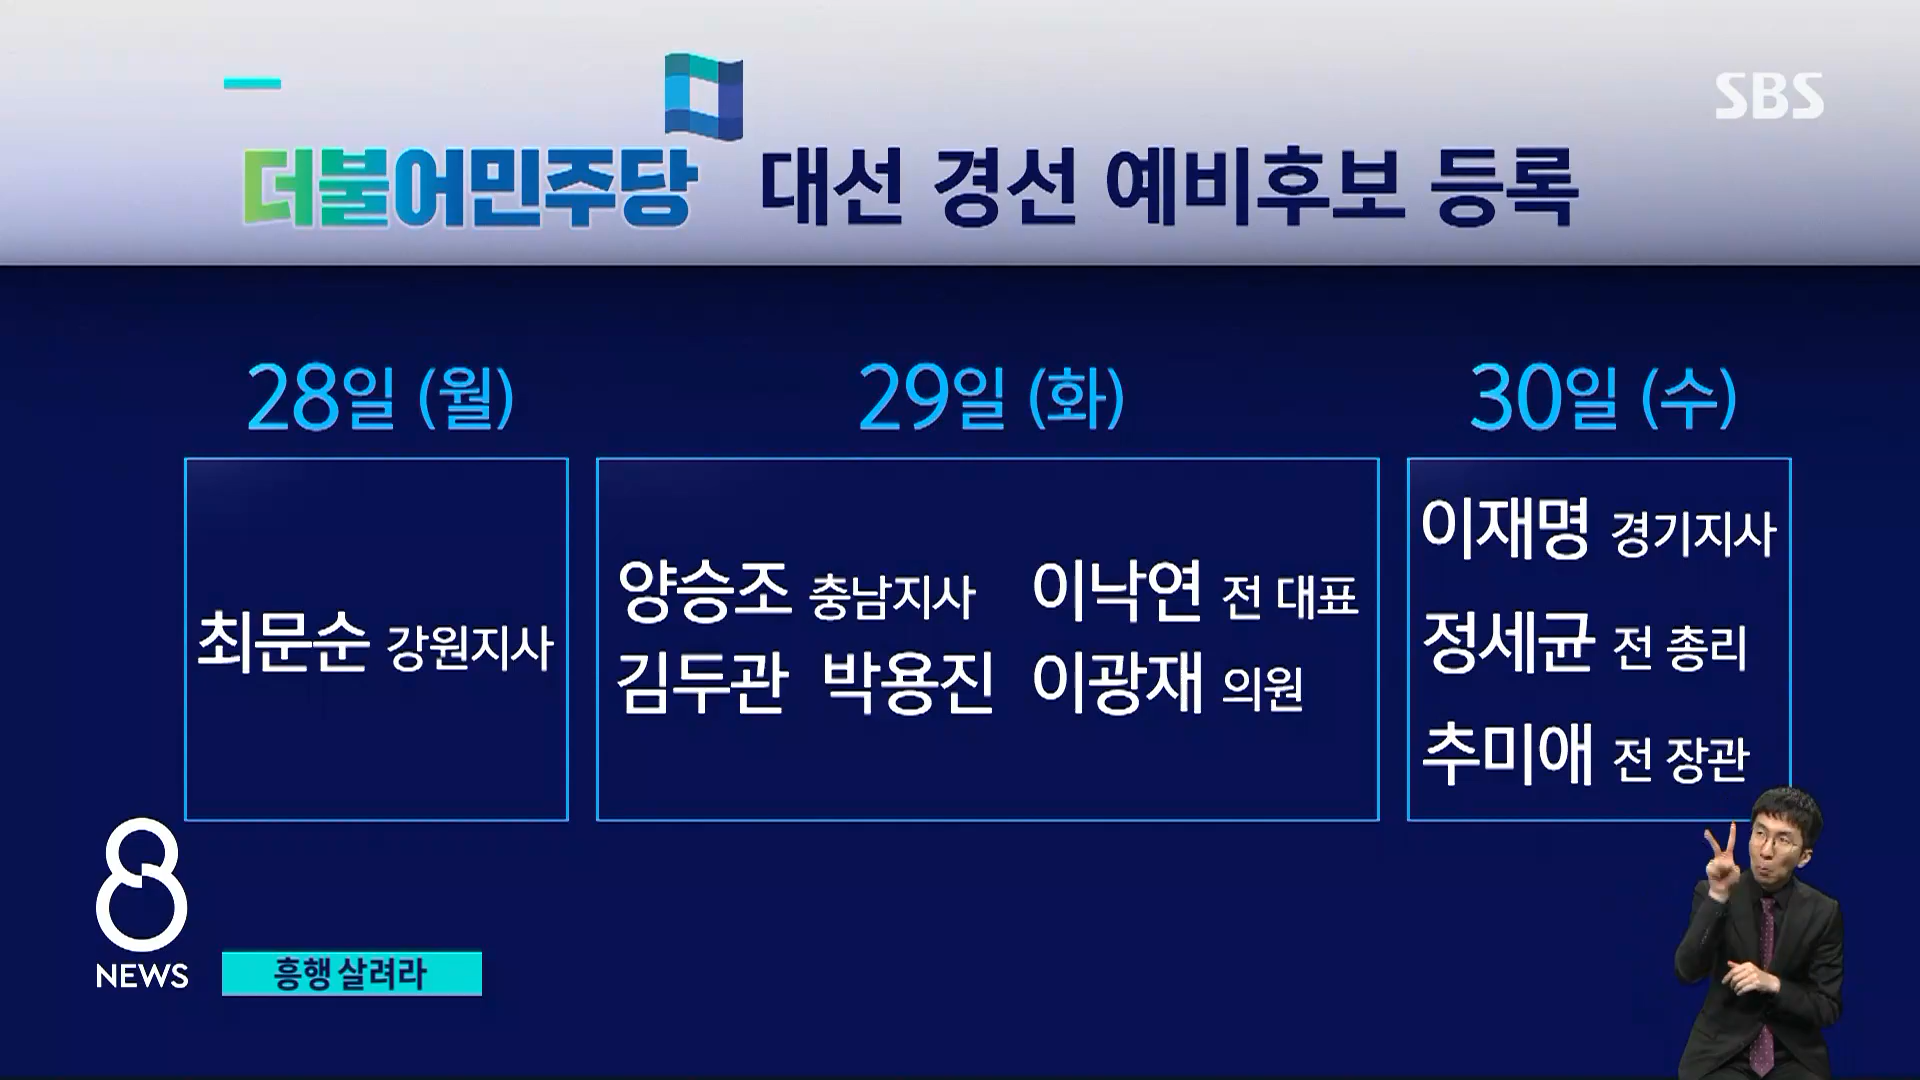 SBS
더불어민주당 대선 경선 예비후보 등록
28일 (월)
최문순 강원지사
29일 (화)
양승조 충남지사 이낙연 전 대표
김두관 박용진 이광재 의원
30일 (수)
이재명 경기지사
정세균 전 총리
추미애 전 장관
8
NEWS
흥행 살려라